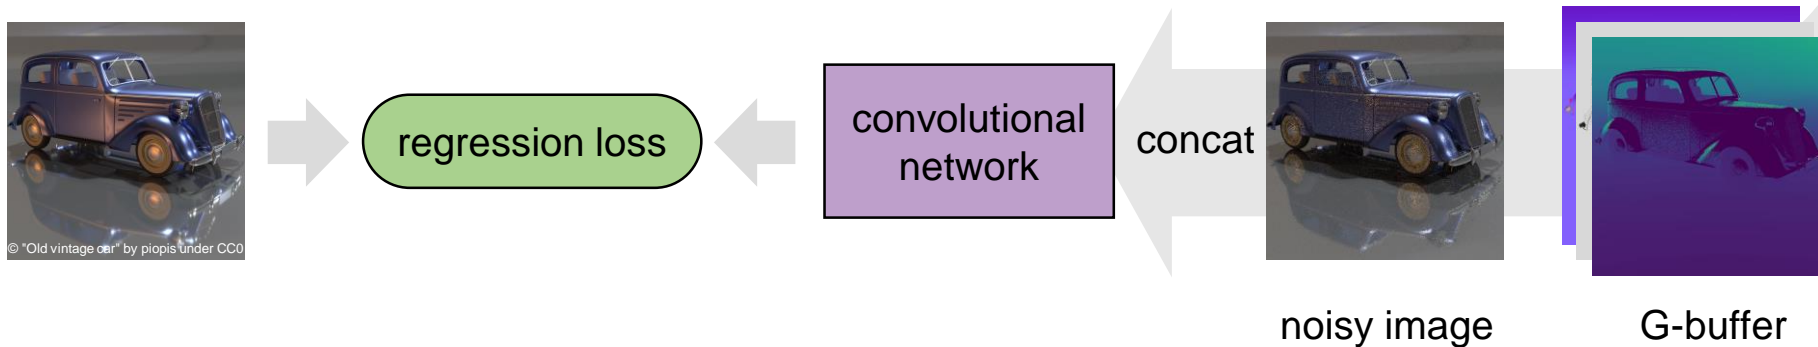 © "Old vintage car" by piopis under CC0
regression loss
convolutional
network
concat
noisy image
G-buffer